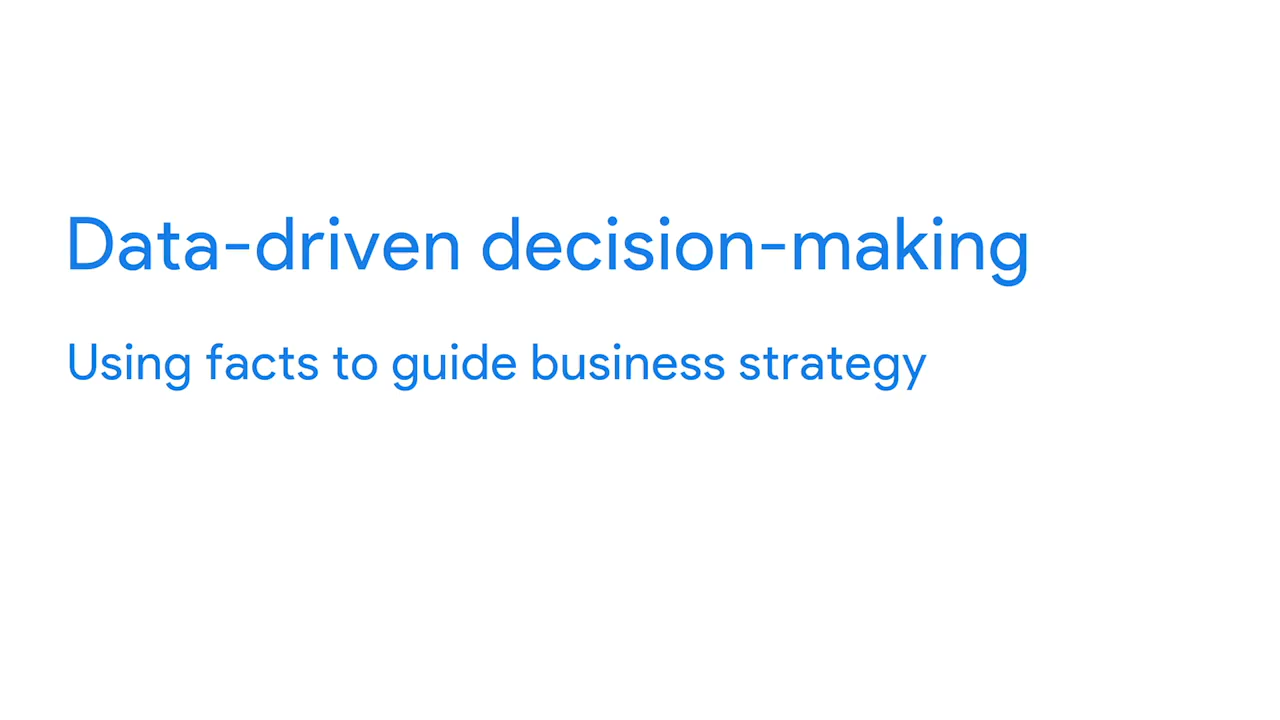 Data-driven decision-making
Using facts to guide business strategy